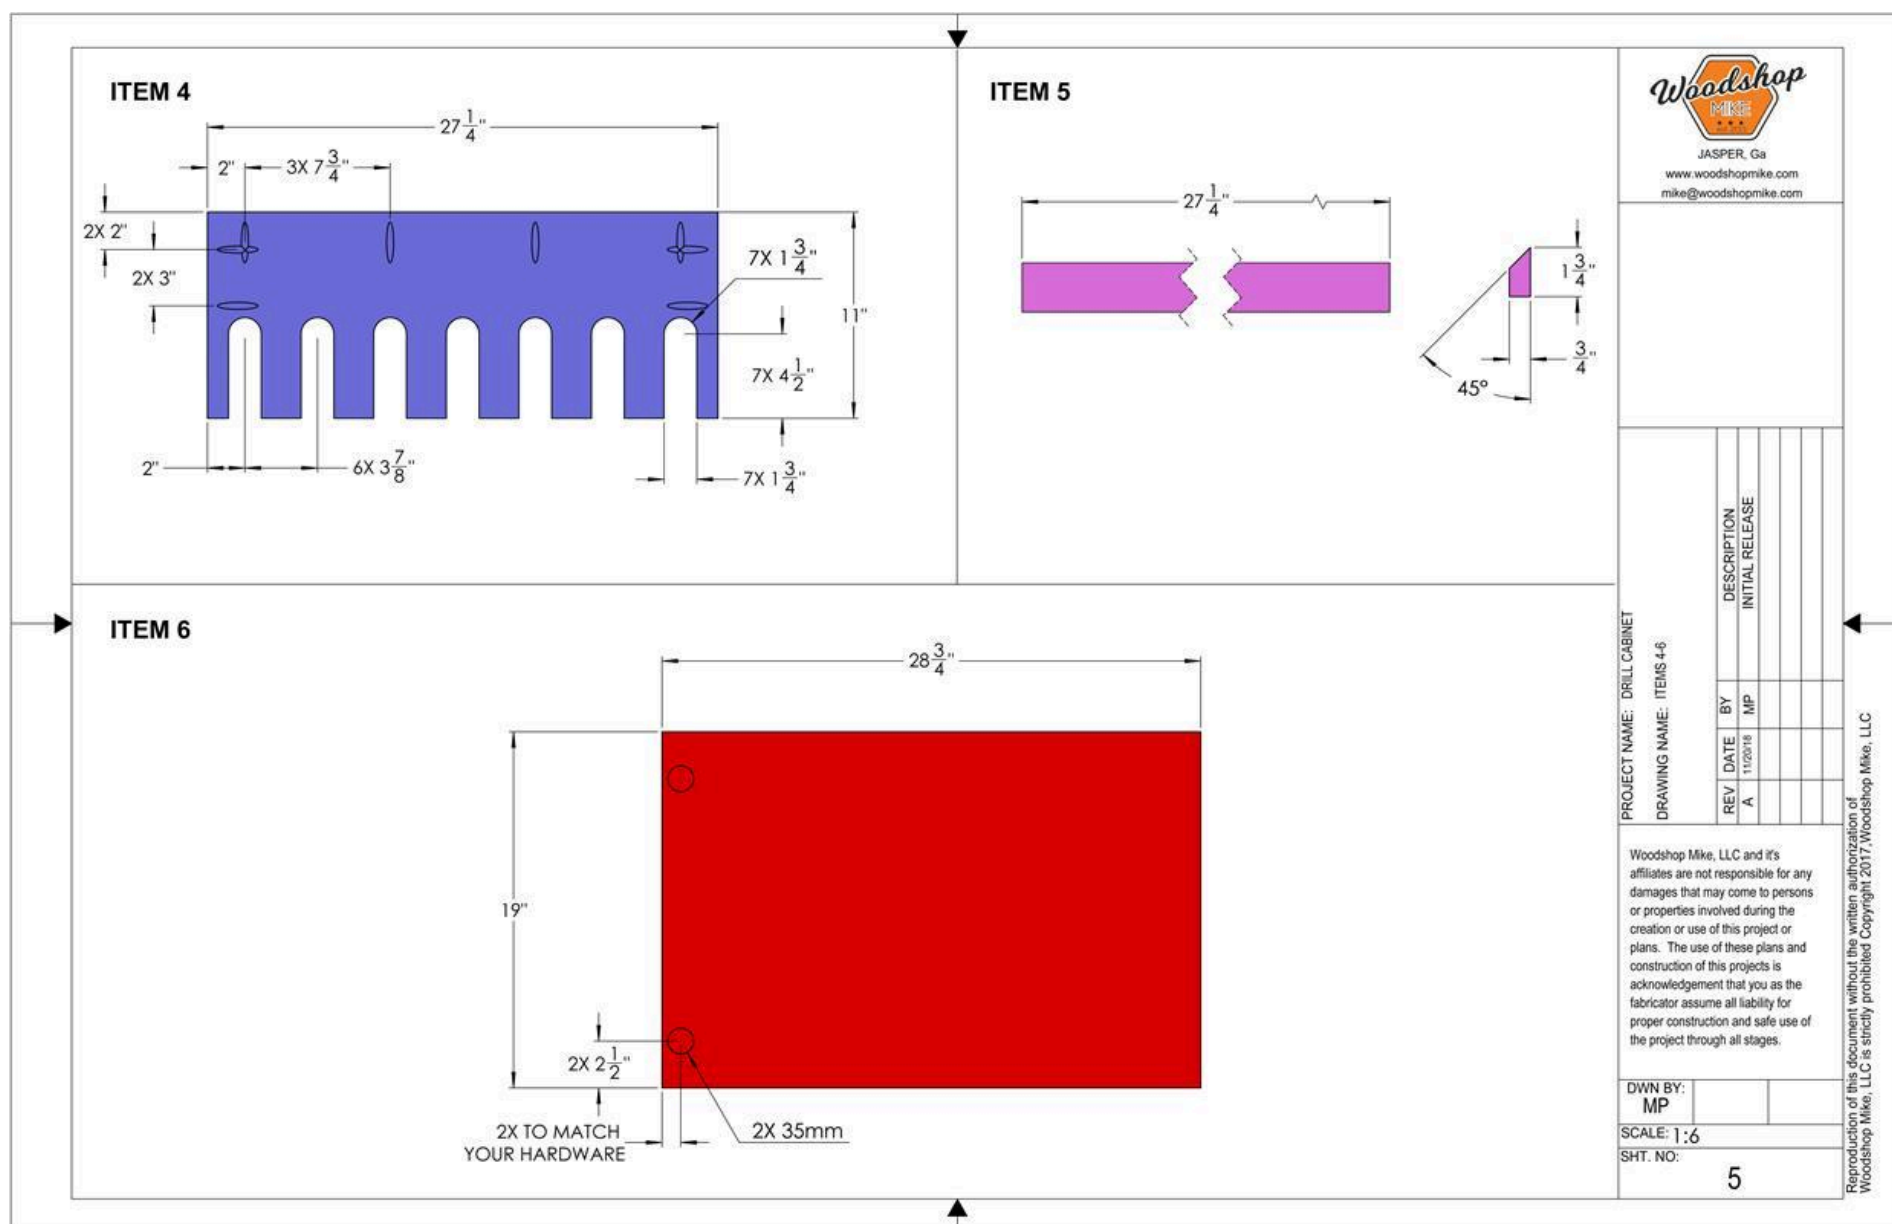 ITEM 4
27 1/4"
2"
3X 7 3/4"
2X 2"
2X 3"
7X 1 3/4"
11"
7X 4 1/2"
2"
6X 3 7/8"
7X 1 3/4"
ITEM 5
27 1/4"
1 3/4"
3/4"
45°
ITEM 6
28 3/4"
19"
2X 2 1/2"
2X TO MATCH
YOUR HARDWARE
2X 35mm
Woodshop
MIKE
JASPER, Ga
www.woodshopmike.com
mike@woodshopmike.com
PROJECT NAME: DRILL CABINET
DRAWING NAME: ITEMS 4-6
REV DATE BY DESCRIPTION
A 11/20/16 MP INITIAL RELEASE
Woodshop Mike, LLC and it's
affiliates are not responsible for any
damages that may come to persons
or properties involved during the
creation or use of this project or
plans. The use of these plans and
construction of this projects is
acknowledgement that you as the
fabricator assume all liability for
proper construction and safe use of
the project through all stages.
DWN BY:
MP
SCALE: 1:6
SHT. NO:
5
Reproduction of this document without the written authorization of
Woodshop Mike, LLC is strictly prohibited Copyright 2017,Woodshop Mike, LLC